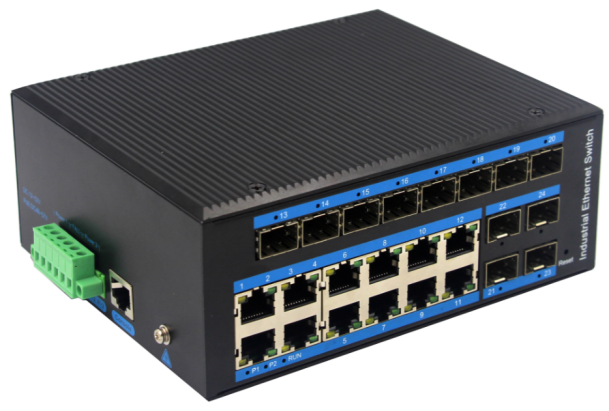 13 14 15 16 17 18 19 20
1 2 3 4 6 8 10 12
22 24
5 7 9 11
21 23
P1 P2 RUN
Reset
Industrial Ethernet Switch